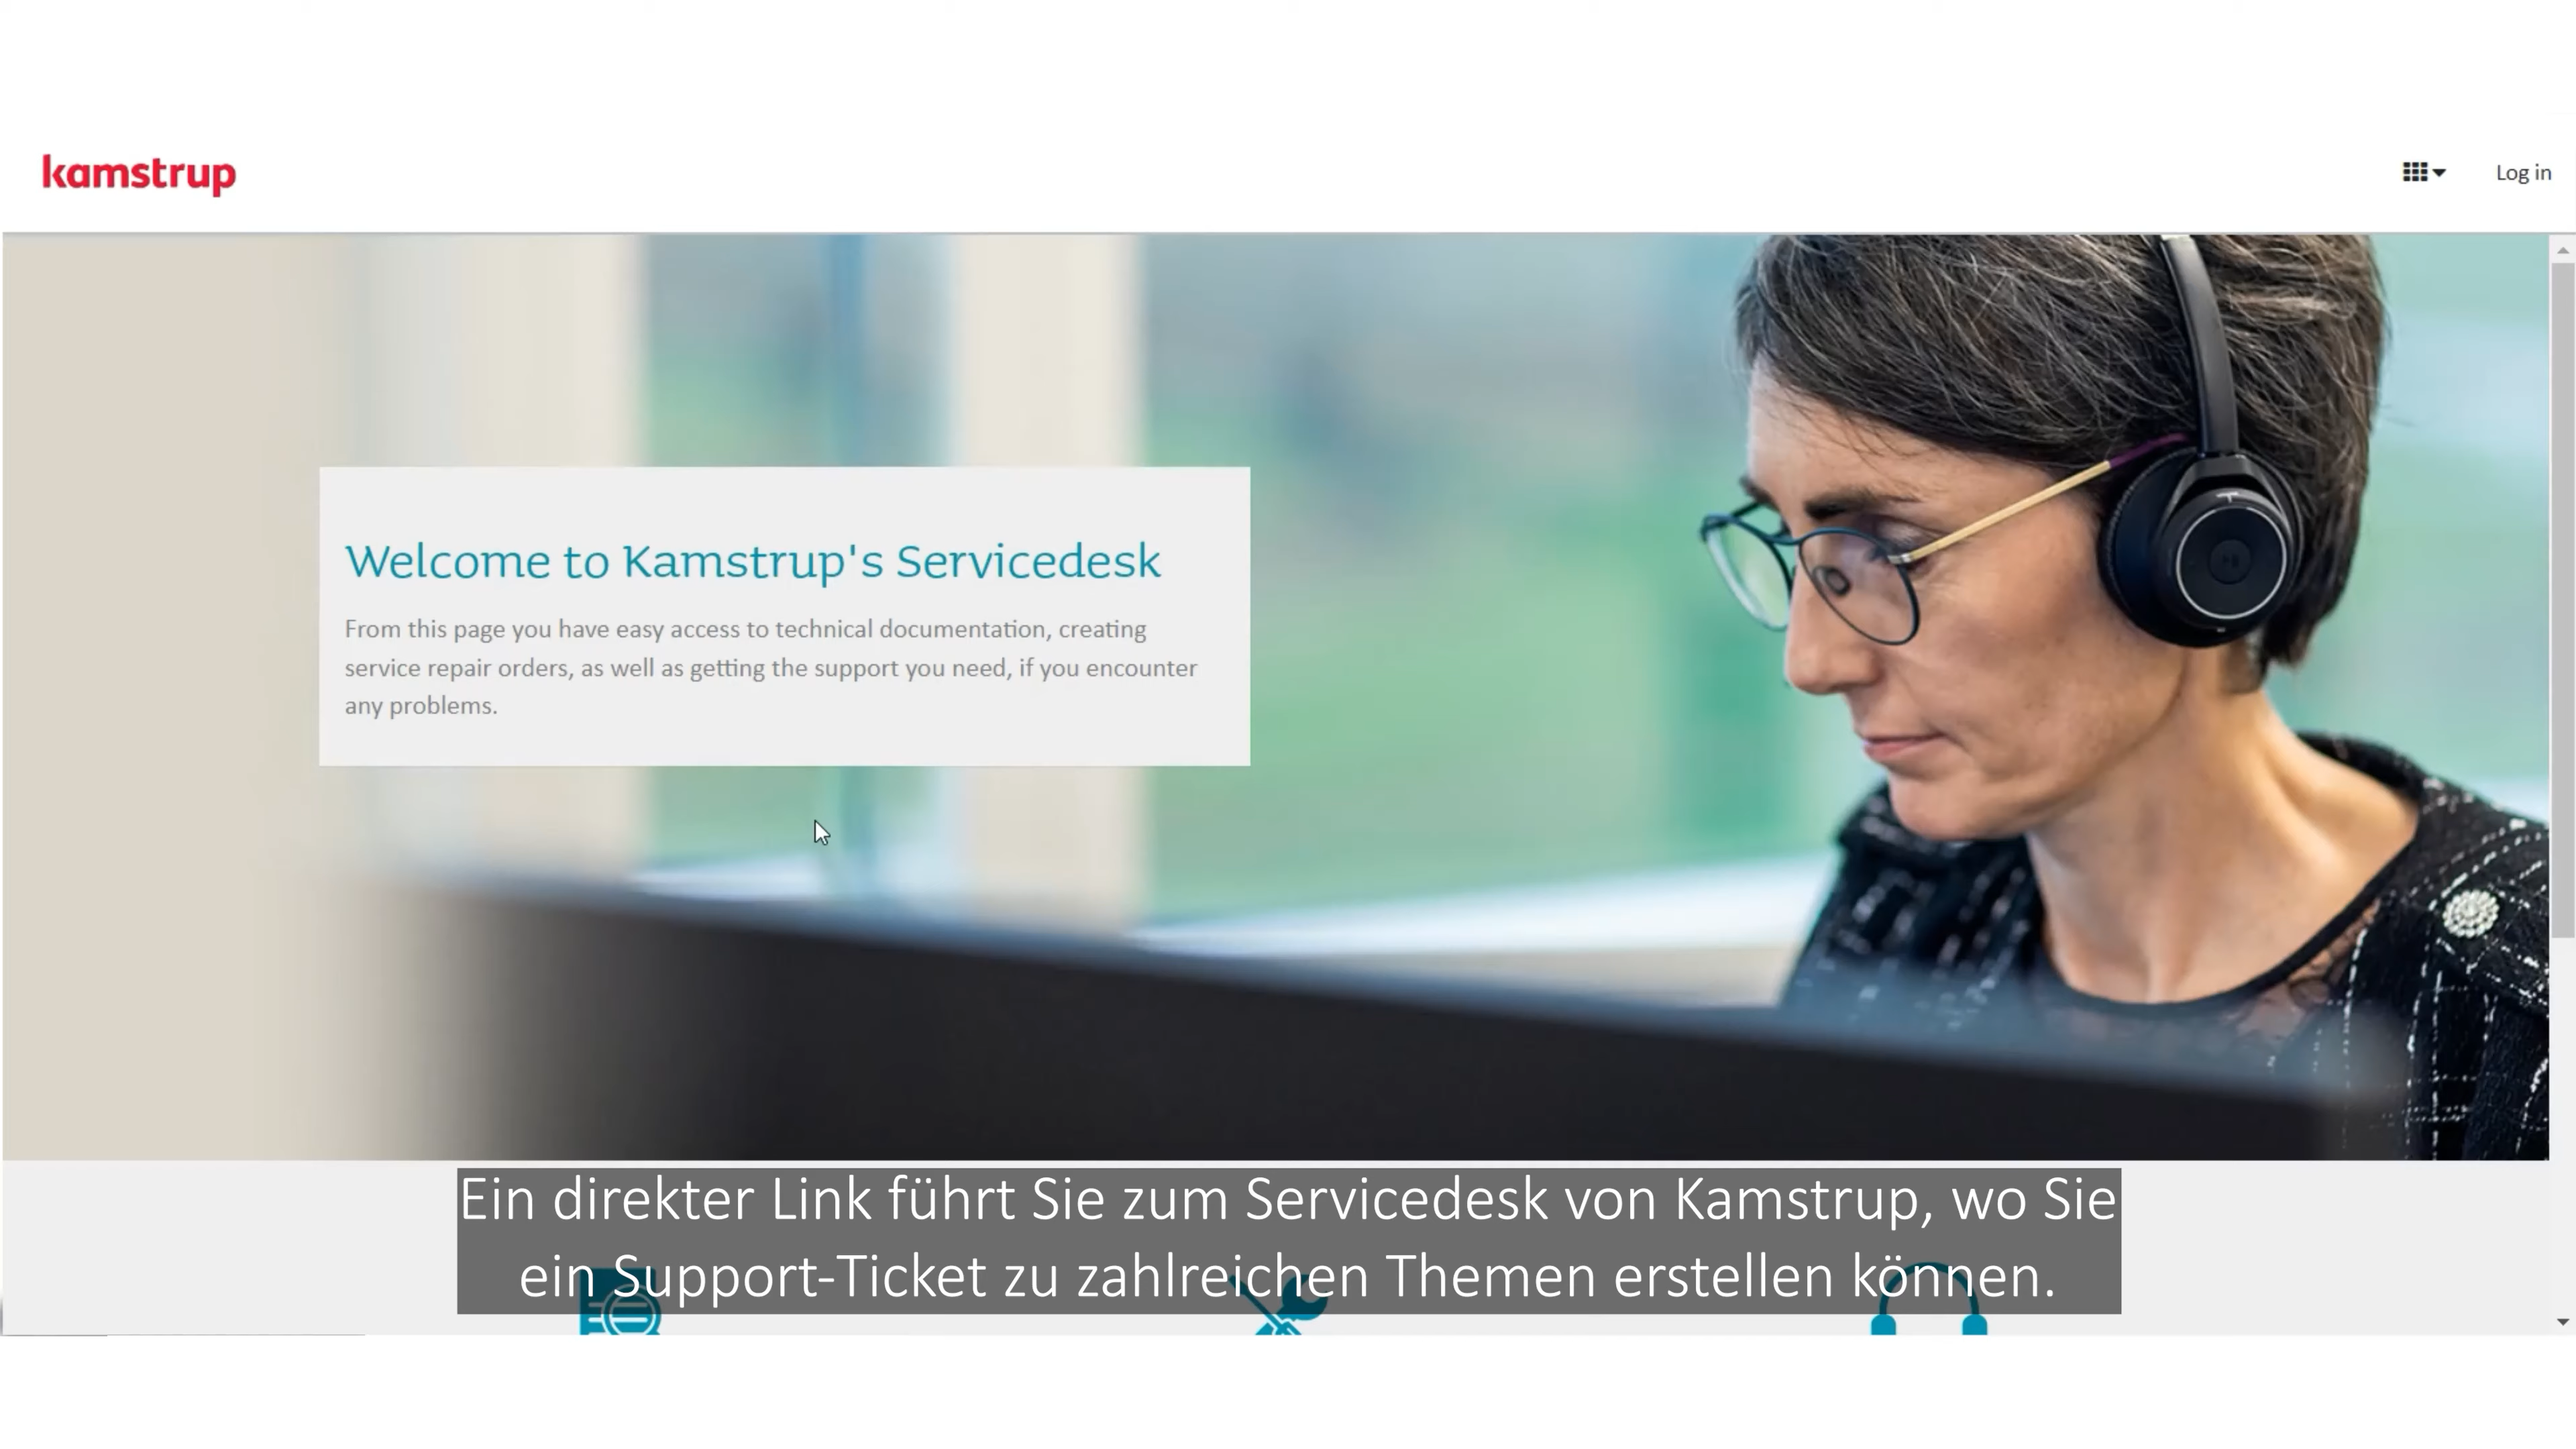 kamstrup
Log in
Welcome to Kamstrup's Servicedesk
From this page you have easy access to technical documentation, creating
service repair orders, as well as getting the support you need, if you encounter
any problems.
Ein direkter Link führt Sie zum Servicedesk von Kamstrup, wo Sie
ein Support-Ticket zu zahlreichen Themen erstellen können.